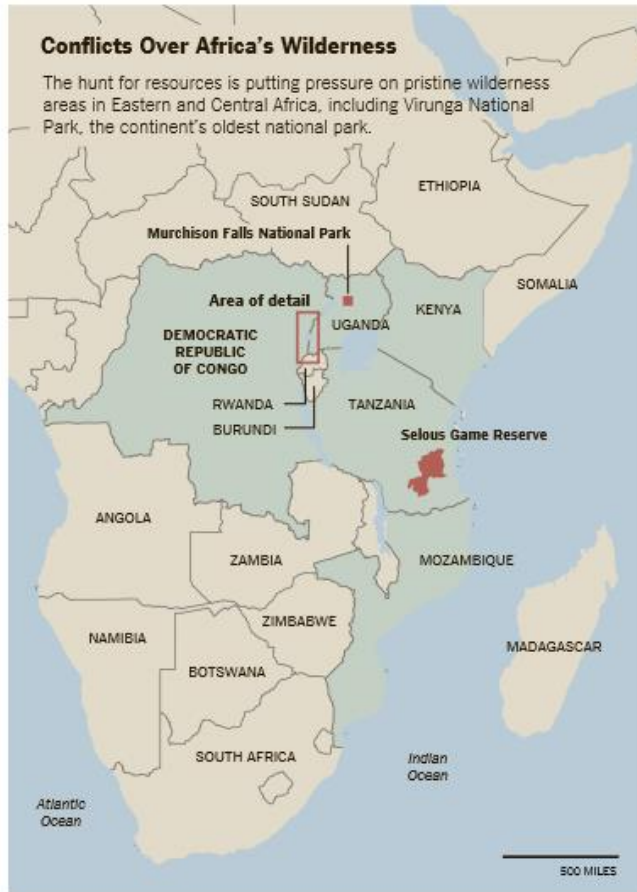 Conflicts Over Africa's Wilderness
The hunt for resources is putting pressure on pristine wilderness
areas in Eastern and Central Africa, including Virunga National
Park, the continent's oldest national park.
ETHIOPIA
SOUTH SUDAN
Murchison Falls National Park
SOMALIA
KENYA
Area of detail
UGANDA
DEMOCRATIC
REPUBLIC
OF CONGO
RWANDA
TANZANIA
BURUNDI
Selous Game Reserve
ANGOLA
ZAMBIA
MOZAMBIQUE
ZIMBABWE
NAMIBIA
MADAGASCAR
BOTSWANA
SOUTH AFRICA
Indian
Ocean
Atlantic
Ocean
500 MILES